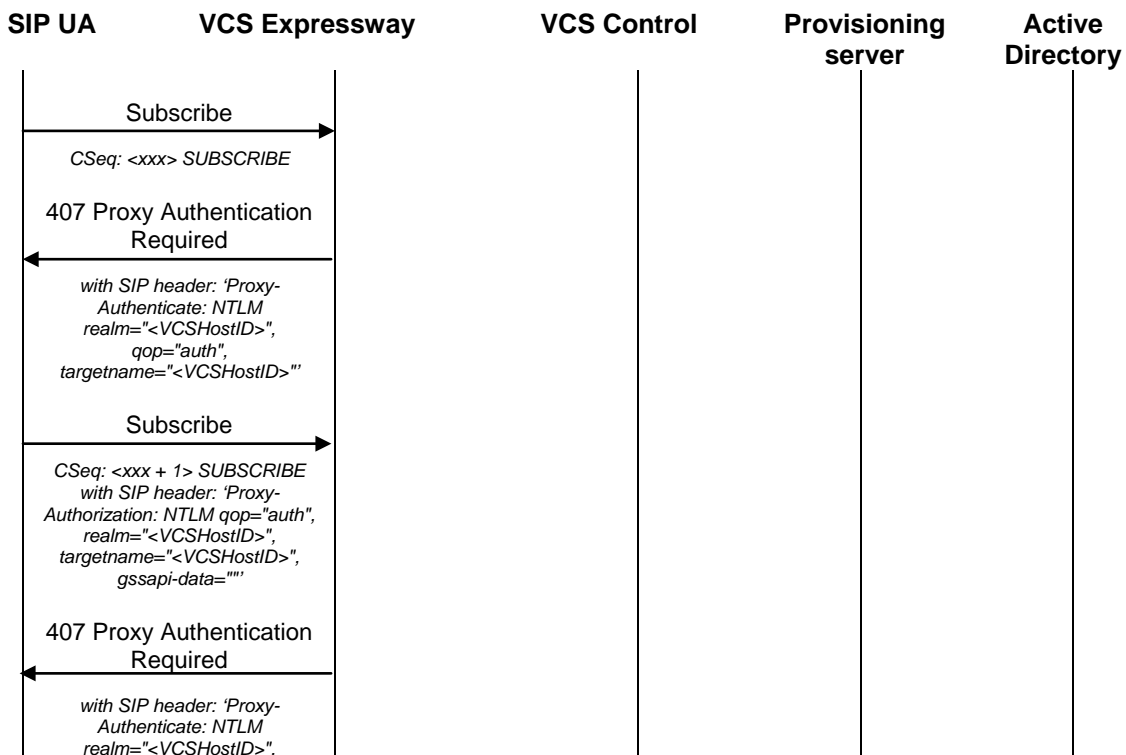 SIP UA
VCS Expressway
VCS Control
Provisioning
server
Active
Directory
Subscribe
CSeq: <xxx> SUBSCRIBE
407 Proxy Authentication
Required
with SIP header: ‘Proxy-
Authenticate: NTLM
realm="<VCSHostID>",
qop="auth",
targetname="<VCSHostID>"’
Subscribe
CSeq: <xxx + 1> SUBSCRIBE
with SIP header: ‘Proxy-
Authorization: NTLM qop="auth",
realm="<VCSHostID>",
targetname="<VCSHostID>",
gssapi-data=""’
407 Proxy Authentication
Required
with SIP header: ‘Proxy-
Authenticate: NTLM
realm="<VCSHostID>",